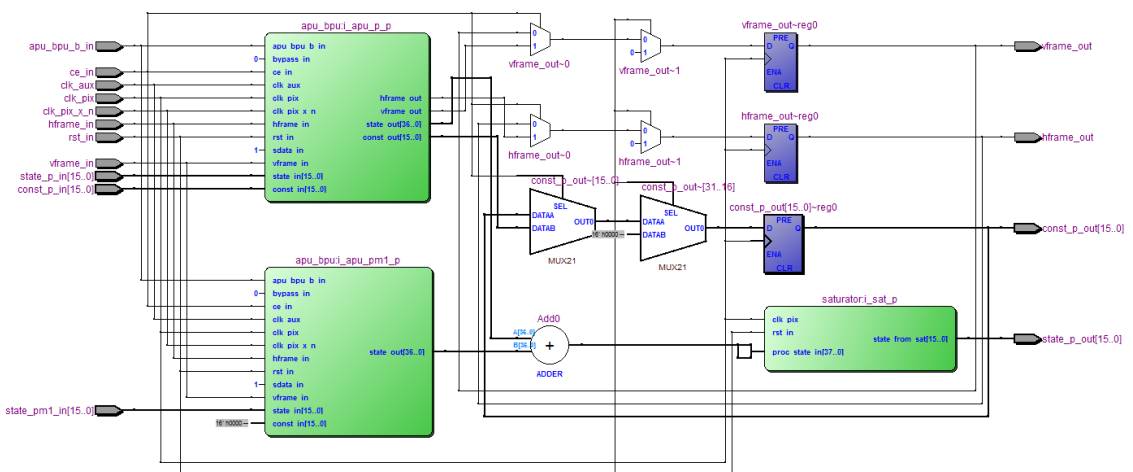 apu_bpu:i_apu_p_p
apu_bpu_b_in
ce_in
clk_aux
clk_pix
clk_pix_x_n
hframe_in
rst_in
vframe_in
state_p_in[15..0]
const_p_in[15..0]
apu bpu b in
0 bypass in
ce in
clk aux
clk pix
clk pix x n
hframe in
rst in
1 sdata in
vframe in
state in[15..0]
const in[15..0]
hframe out
vframe out
state out[36..0]
const out[15..0]
0
1
vframe_out~0
0
0 1
vframe_out~1
vframe_out~reg0
PRE
D Q
ENA
CLR
vframe_out
0
1
hframe_out~0
0
0 1
hframe_out~1
hframe_out~reg0
PRE
D Q
ENA
CLR
hframe_out
const_p_out~[15..0]
SEL
DATAA
OUT0
DATAB
MUX21
const_p_out~[31..16]
SEL
DATAA
OUT0
16' h0000 -- DATAB
MUX21
const_p_out[15..0]~reg0
PRE
D Q
ENA
CLR
const_p_out[15..0]
apu_bpu:i_apu_pm1_p
apu bpu b in
0 bypass in
ce in
clk aux
clk pix
clk pix x n
hframe in
rst in
1 sdata in
vframe in
state in[15..0]
16' h0000 -- const in[15..0]
state out[36..0]
state_pm1_in[15..0]
Add0
A[36..0]
B[36..0]
+
ADDER
saturator:i_sat_p
clk pix
rst in
proc state in[37..0]
state from sat[15..0]
state_p_out[15..0]